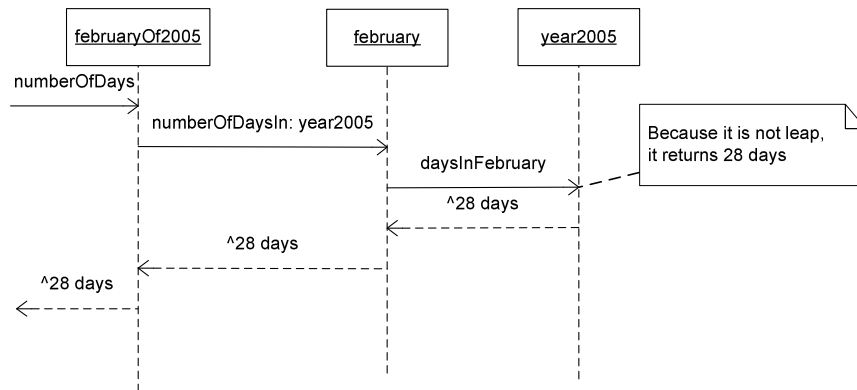 februaryOf2005
february
year2005
numberOfDays
numberOfDaysIn: year2005
Because it is not leap,
it returns 28 days
daysInFebruary
^28 days
^28 days
^28 days